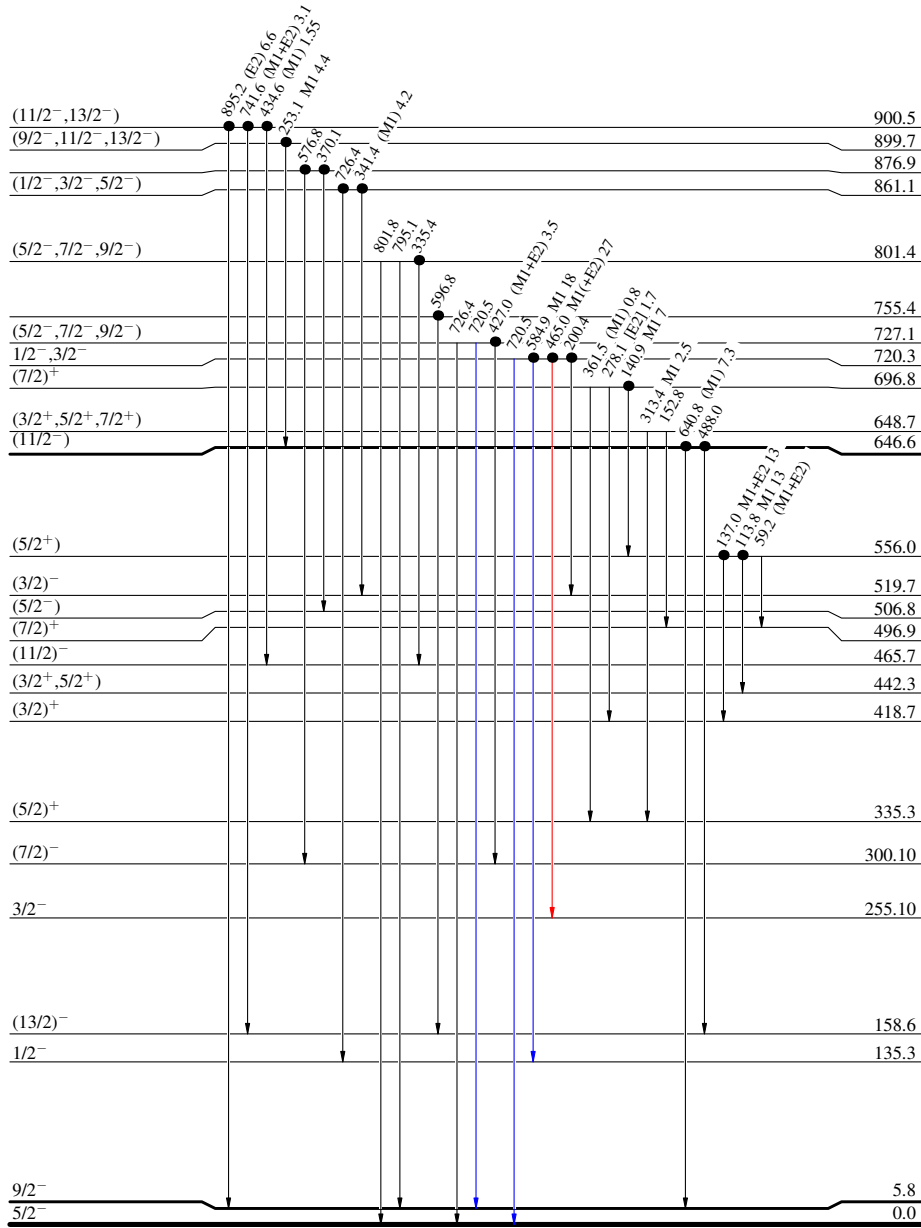 895.2 (E2) 6.6
741.6 (M1+E2) 3.1
434.6 (M1) 1.55
253.1 M1 4.4
576.8
370.1
726.4
341.4 (M1) 4.2
801.8
795.1
335.4
596.8
726.4
720.5
427.0 (M1+E2) 3.5
720.5
584.9 M1 18
465.0 M1(+E2) 27
200.4
361.5 (M1) 0.8
278.1 [E2] 1.7
140.9 M1 7
313.4 M1 2.5
152.8
640.8 (M1) 7.3
488.0
137.0 M1+E2 13
113.8 M1 13
59.2 (M1+E2)
(11/2⁻,13/2⁻) 900.5
(9/2⁻,11/2⁻,13/2⁻) 899.7
876.9
(1/2⁻,3/2⁻,5/2⁻) 861.1
(5/2⁻,7/2⁻,9/2⁻) 801.4
755.4
(5/2⁻,7/2⁻,9/2⁻) 727.1
1/2⁻,3/2⁻ 720.3
(7/2)⁺ 696.8
(3/2⁺,5/2⁺,7/2⁺) 648.7
(11/2⁻) 646.6
(5/2⁺) 556.0
(3/2)⁻ 519.7
(5/2⁻) 506.8
(7/2)⁺ 496.9
(11/2)⁻ 465.7
(3/2⁺,5/2⁺) 442.3
(3/2)⁺ 418.7
(5/2)⁺ 335.3
(7/2)⁻ 300.10
3/2⁻ 255.10
(13/2)⁻ 158.6
1/2⁻ 135.3
9/2⁻ 5.8
5/2⁻ 0.0